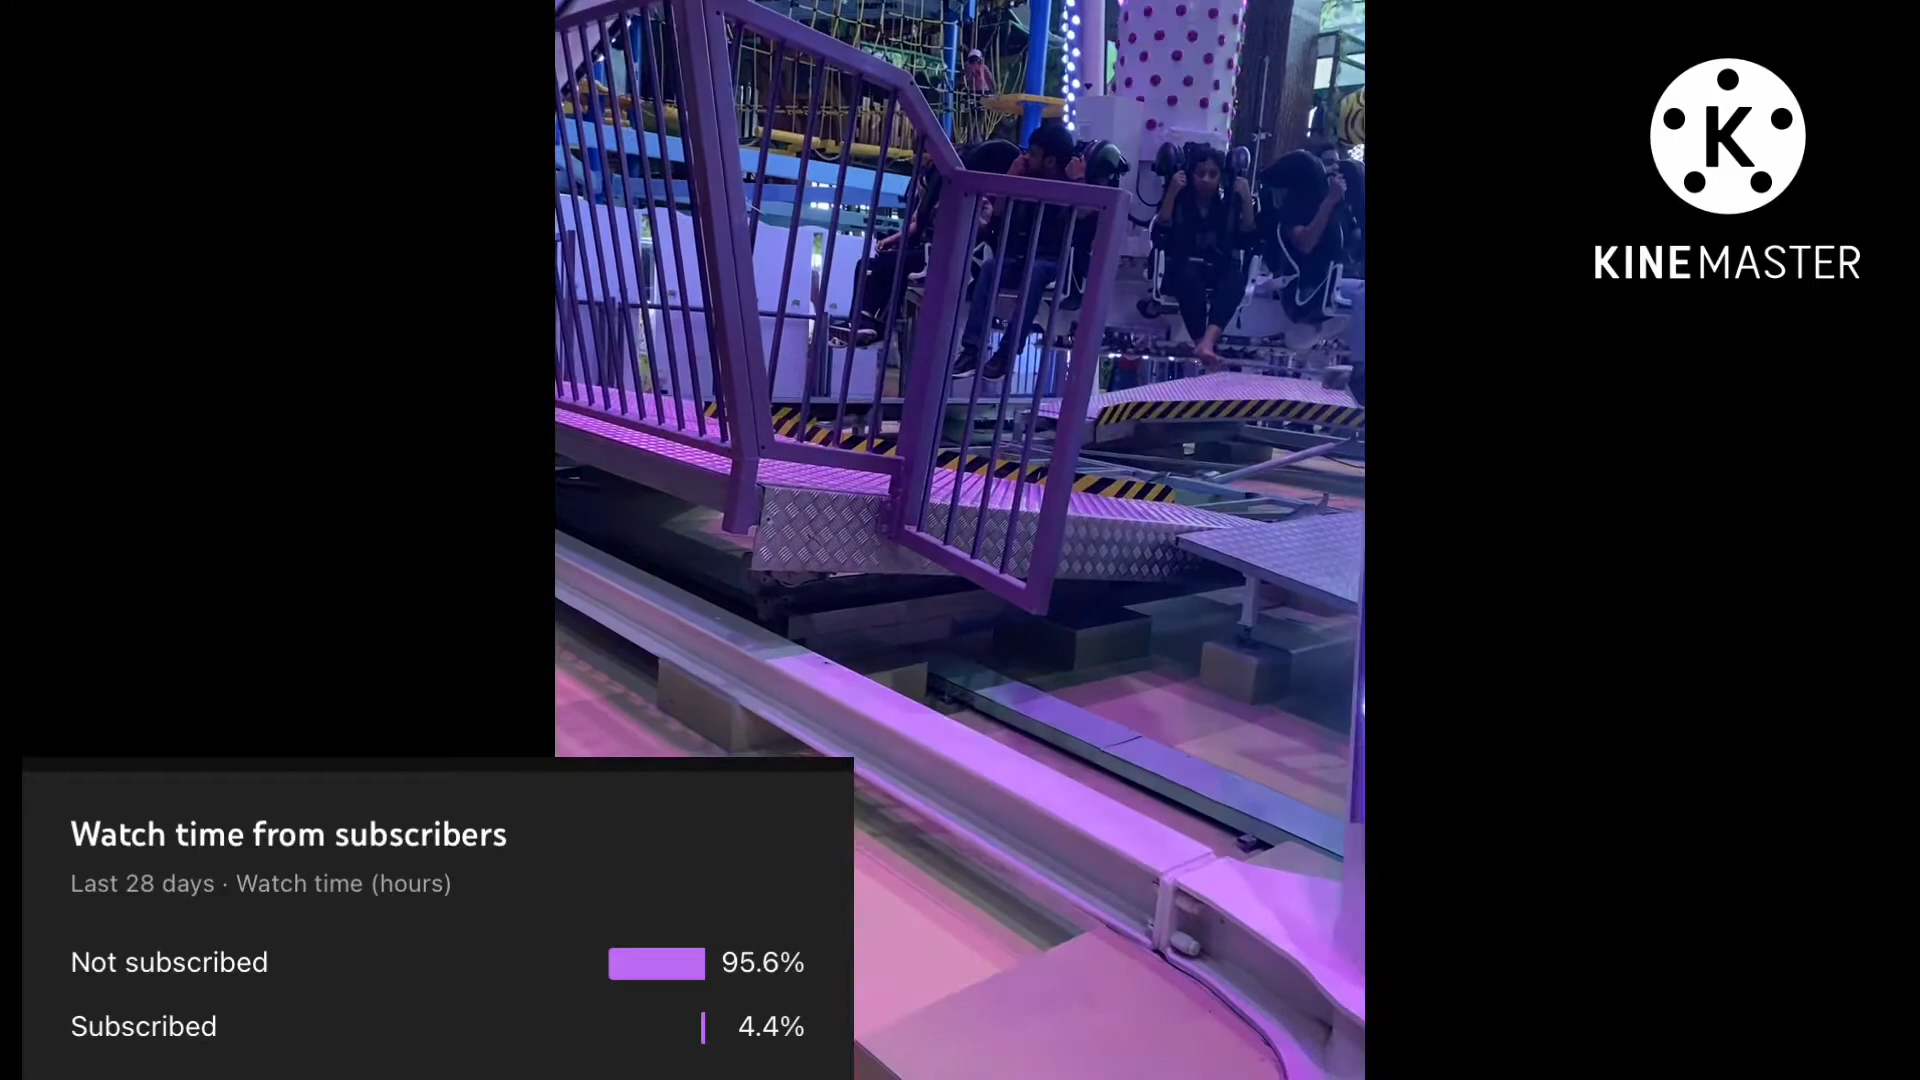 K
KINEMASTER
Watch time from subscribers
Last 28 days · Watch time (hours)
Not subscribed 95.6%
Subscribed 4.4%